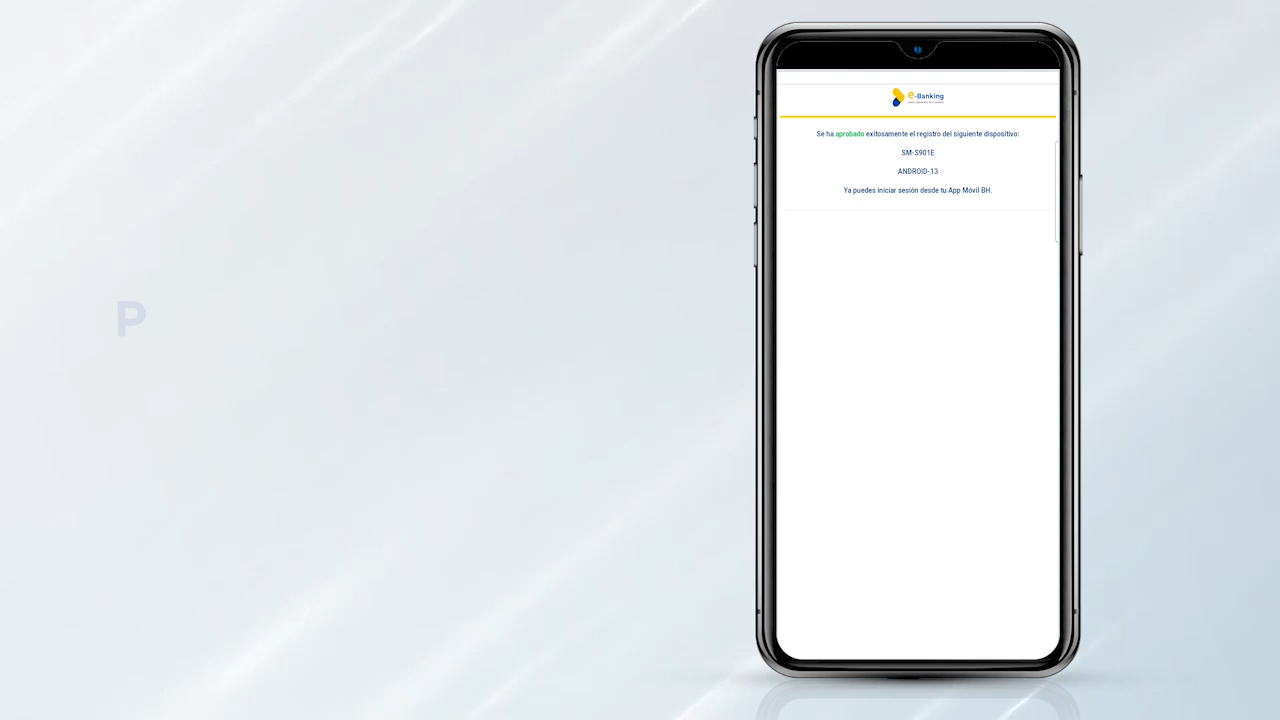 P
e-Banking
Se ha aprobado exitosamente el registro del siguiente dispositivo:
SM-S901E
ANDROID-13
Ya puedes iniciar sesión desde tu App Móvil BH.